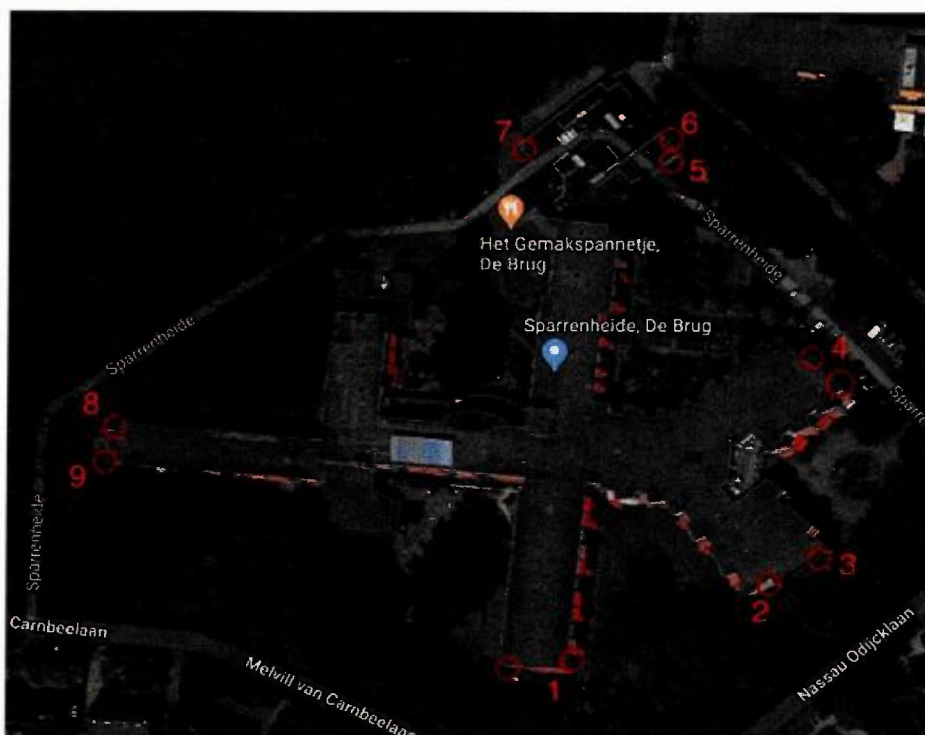 7
6
5
Sparrenheide
Het Gemakspannetje,
De Brug
Sparrenheide, De Brug
Sparrenheide
4
Sparre
8
9
Sparrenheide
3
2
Carnbeelaan
1
Melvill van Carnbeelaan
Nassau Odijcklaan